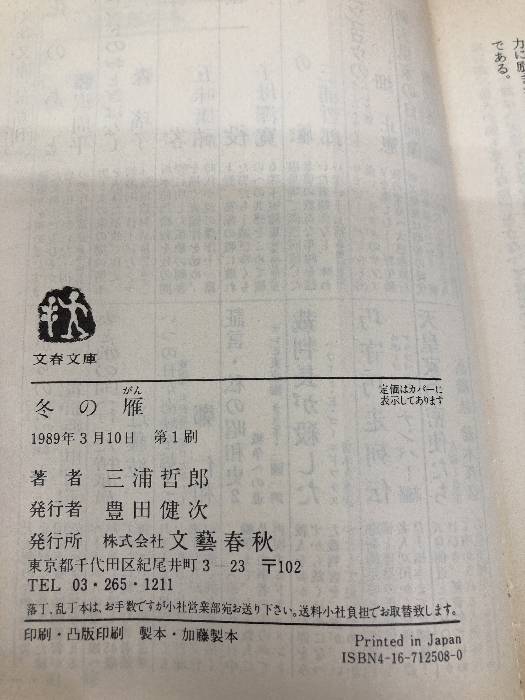 力に
である。
文春文庫
冬の雁
がん
定価はカバーに
表示してあります
1989年3月10日 第1刷
著者 三浦哲郎
発行者 豊田健次
発行所 株式会社 文藝春秋
東京都千代田区紀尾井町3-23 〒102
TEL 03・265・1211
落丁、乱丁本は、お手数ですが小社営業部宛お送り下さい。送料小社負担でお取替致します。
印刷・凸版印刷 製本・加藤製本
Printed in Japan
ISBN4-16-712508-0